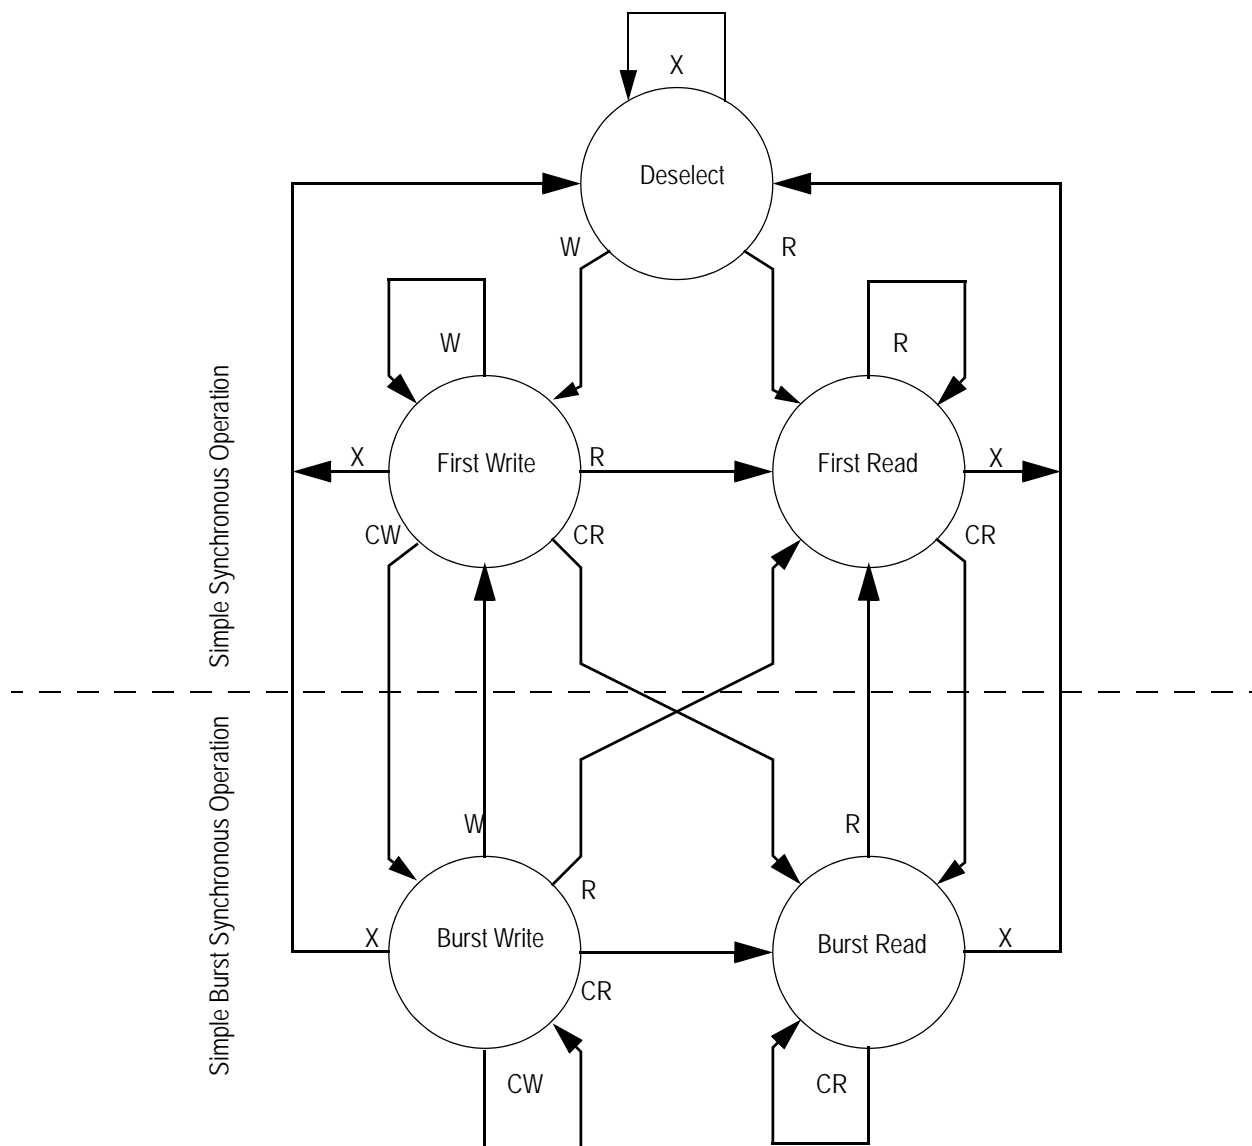 X
Deselect
W
R
W
R
X
First Write
R
First Read
X
CW
CR
CR
Simple Synchronous Operation
Simple Burst Synchronous Operation
W
R
R
X
Burst Write
Burst Read
X
CR
CW
CR